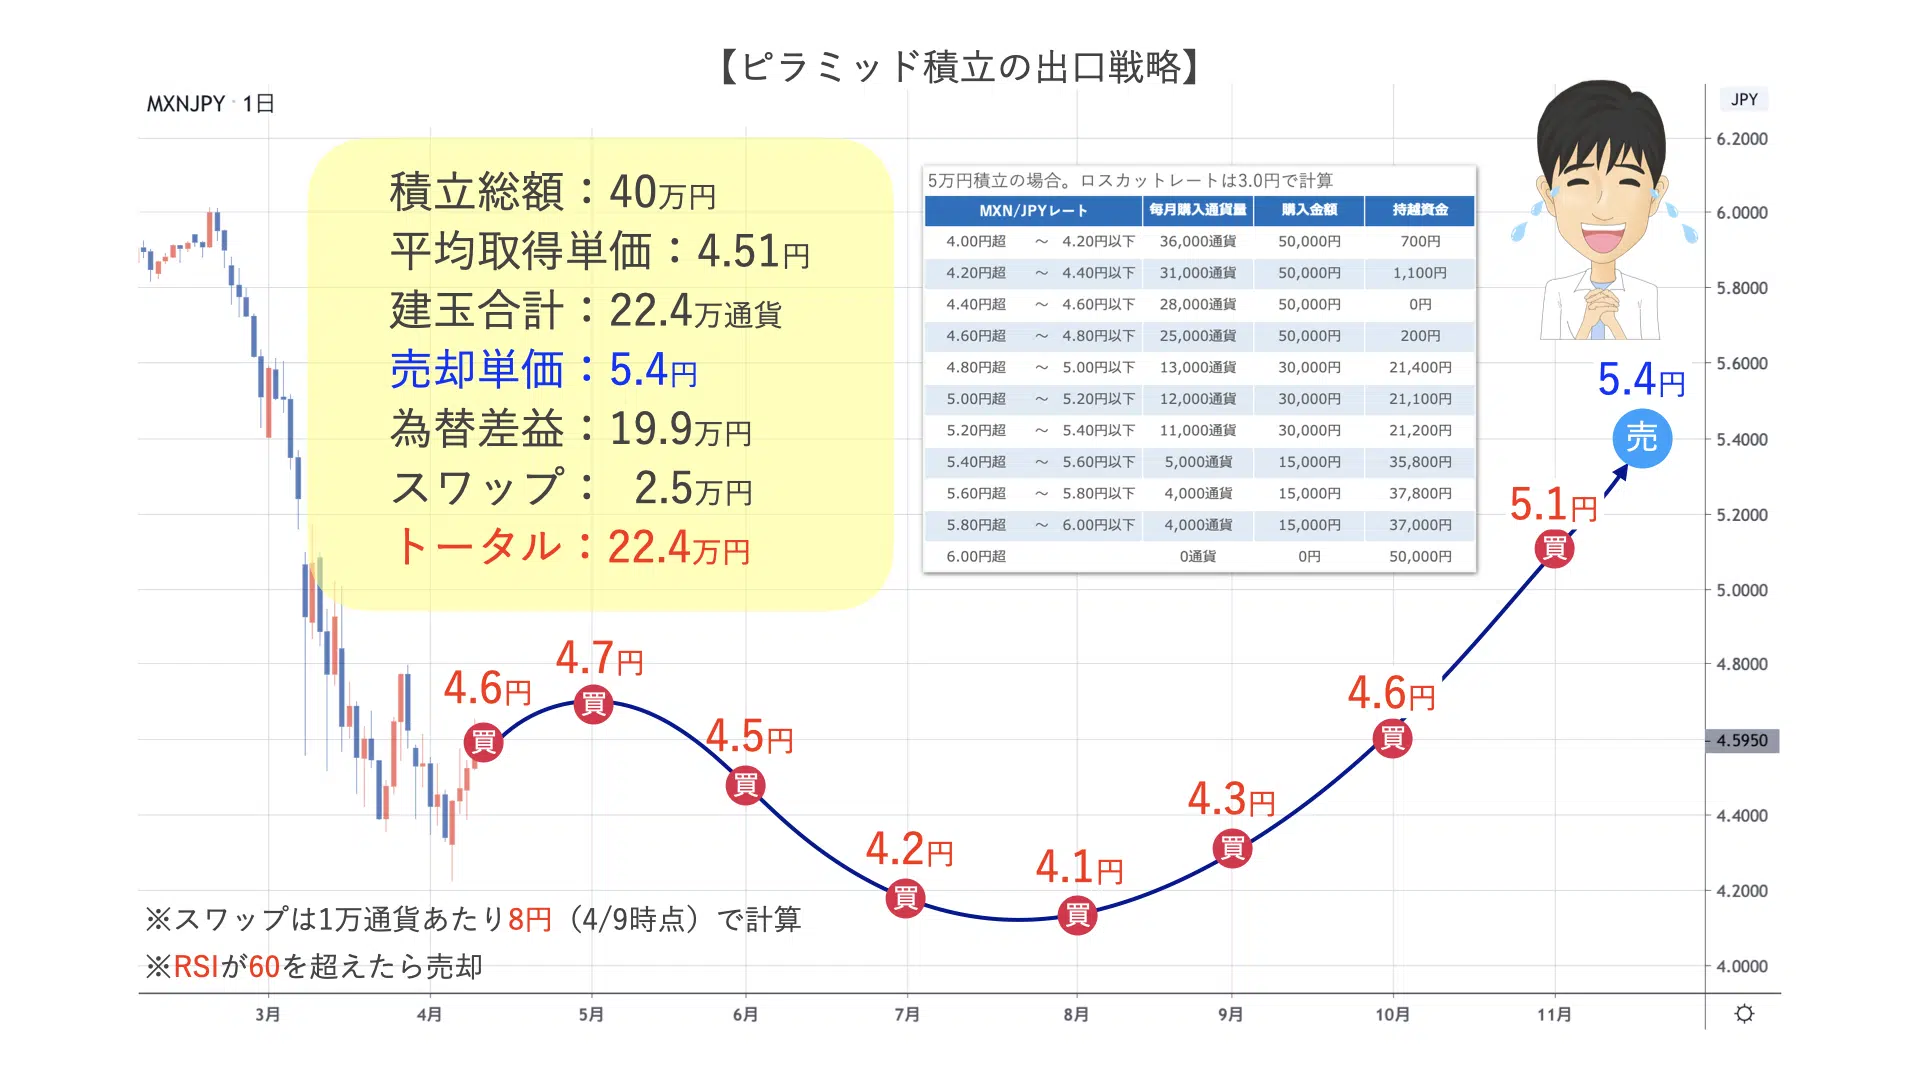 【ピラミッド積立の出口戦略】
MXNJPY・1日
JPY
積立総額：40万円
平均取得単価：4.51円
建玉合計：22.4万通貨
売却単価：5.4円
為替差益：19.9万円
スワップ： 2.5万円
トータル：22.4万円
5万円積立の場合。ロスカットレートは3.0円で計算
MXN/JPYレート 毎月購入通貨量 購入金額 持越資金
4.00円超 ～ 4.20円以下 36,000通貨 50,000円 700円
4.20円超 ～ 4.40円以下 31,000通貨 50,000円 1,100円
4.40円超 ～ 4.60円以下 28,000通貨 50,000円 0円
4.60円超 ～ 4.80円以下 25,000通貨 50,000円 200円
4.80円超 ～ 5.00円以下 13,000通貨 30,000円 21,400円
5.00円超 ～ 5.20円以下 12,000通貨 30,000円 21,100円
5.20円超 ～ 5.40円以下 11,000通貨 30,000円 21,200円
5.40円超 ～ 5.60円以下 5,000通貨 15,000円 35,800円
5.60円超 ～ 5.80円以下 4,000通貨 15,000円 37,800円
5.80円超 ～ 6.00円以下 4,000通貨 15,000円 37,000円
6.00円超 0通貨 0円 50,000円
4.6円
買
4.7円
買
4.5円
買
4.2円
買
4.1円
買
4.3円
買
4.6円
買
5.1円
買
5.4円
売
6.2000
6.0000
5.8000
5.6000
5.4000
5.2000
5.0000
4.8000
4.5950
4.4000
4.2000
4.0000
※スワップは1万通貨あたり8円（4/9時点）で計算
※RSIが60を超えたら売却
3月 4月 5月 6月 7月 8月 9月 10月 11月